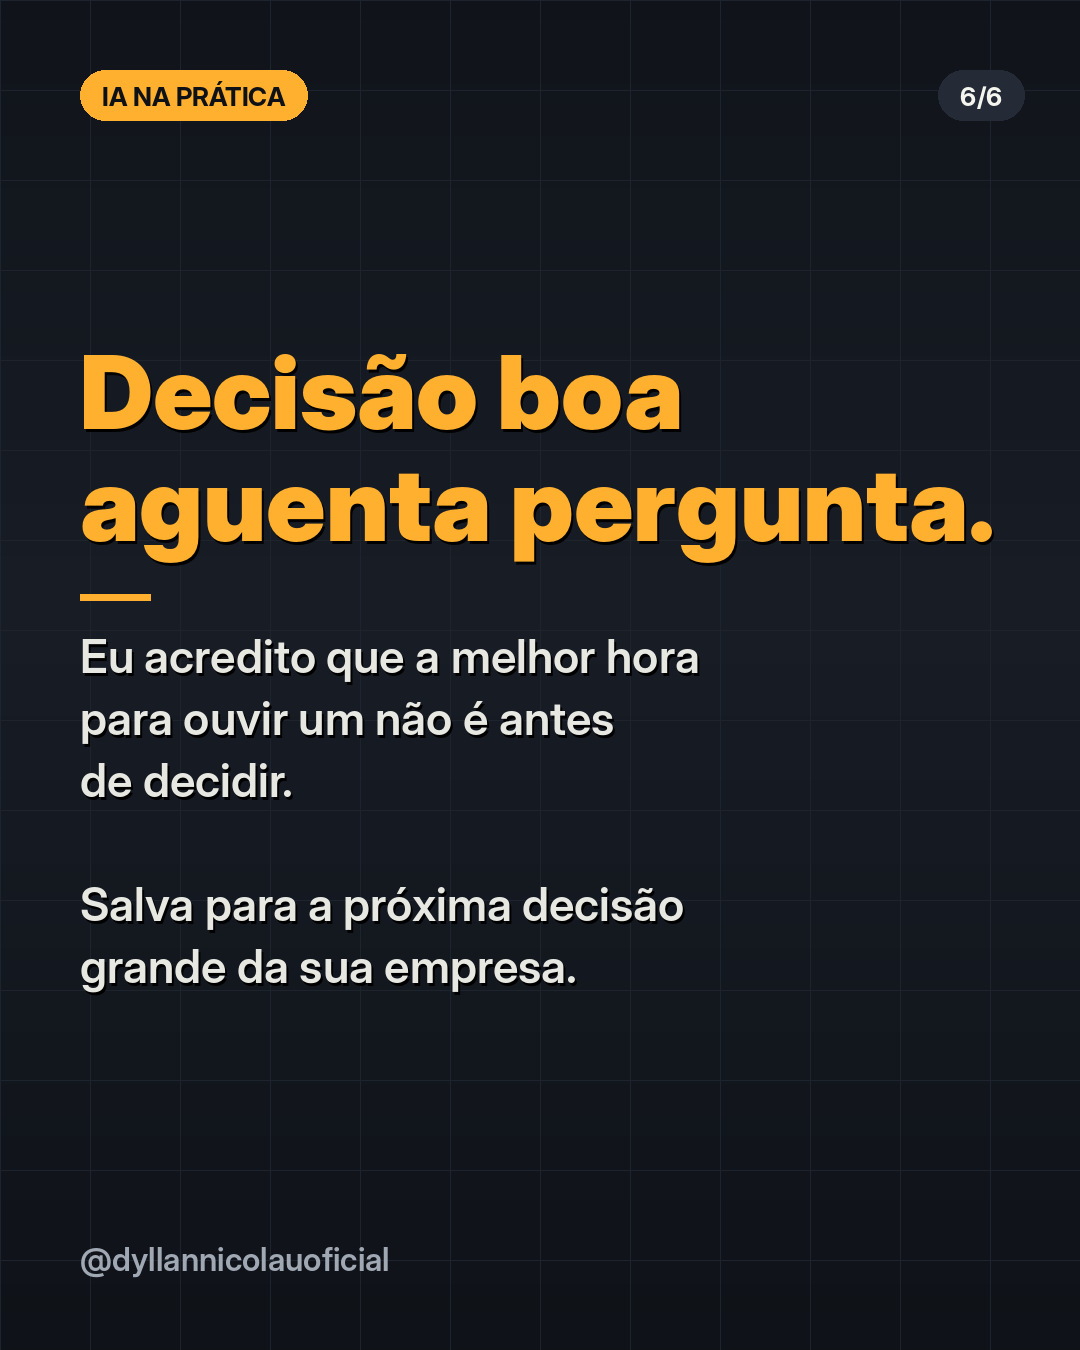 IA NA PRÁTICA
6/6
Decisão boa
aguenta pergunta.
Eu acredito que a melhor hora
para ouvir um não é antes
de decidir.
Salva para a próxima decisão
grande da sua empresa.
@dyllannicolauoficial